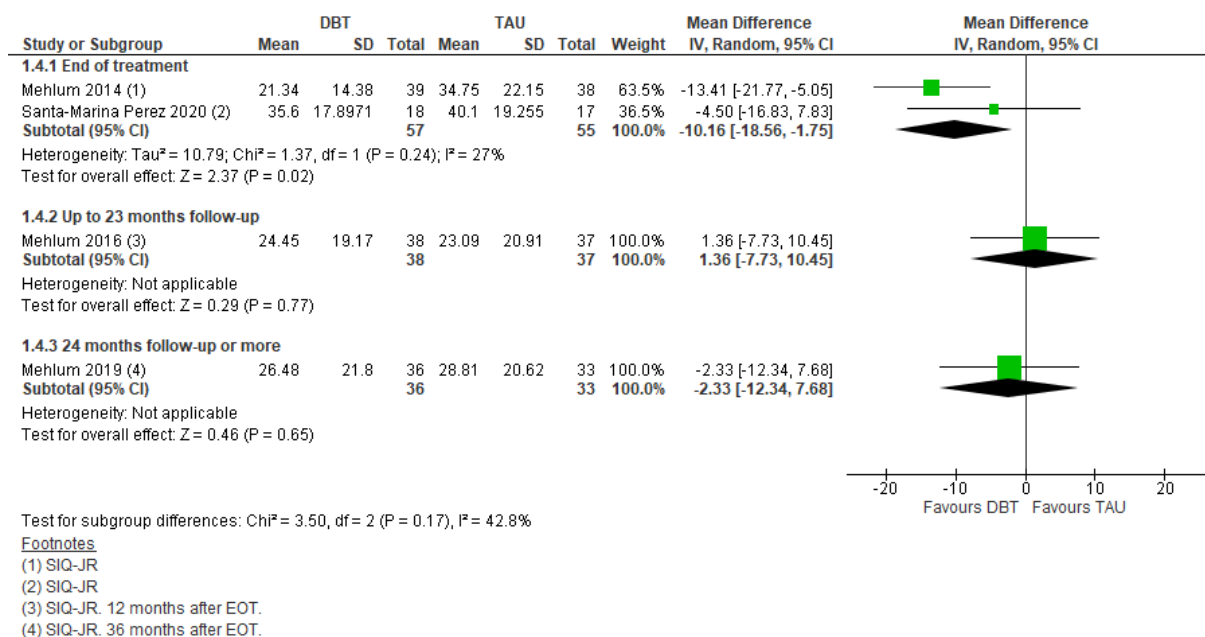 DBT TAU Mean Difference Mean Difference
Study or Subgroup Mean SD Total Mean SD Total Weight IV, Random, 95% CI IV, Random, 95% CI
1.4.1 End of treatment
Mehlum 2014 (1) 21.34 14.38 39 34.75 22.15 38 63.5% -13.41 [-21.77, -5.05]
Santa-Marina Perez 2020 (2) 35.6 17.8971 18 40.1 19.255 17 36.5% -4.50 [-16.83, 7.83]
Subtotal (95% CI) 57 55 100.0% -10.16 [-18.56, -1.75]
Heterogeneity: Tau² = 10.79; Chi² = 1.37, df = 1 (P = 0.24); I² = 27%
Test for overall effect: Z = 2.37 (P = 0.02)
1.4.2 Up to 23 months follow-up
Mehlum 2016 (3) 24.45 19.17 38 23.09 20.91 37 100.0% 1.36 [-7.73, 10.45]
Subtotal (95% CI) 38 37 100.0% 1.36 [-7.73, 10.45]
Heterogeneity: Not applicable
Test for overall effect: Z = 0.29 (P = 0.77)
1.4.3 24 months follow-up or more
Mehlum 2019 (4) 26.48 21.8 36 28.81 20.62 33 100.0% -2.33 [-12.34, 7.68]
Subtotal (95% CI) 36 33 100.0% -2.33 [-12.34, 7.68]
Heterogeneity: Not applicable
Test for overall effect: Z = 0.46 (P = 0.65)
-20 -10 0 10 20
Favours DBT Favours TAU
Test for subgroup differences: Chi² = 3.50, df = 2 (P = 0.17), I² = 42.8%
Footnotes
(1) SIQ-JR
(2) SIQ-JR
(3) SIQ-JR. 12 months after EOT.
(4) SIQ-JR. 36 months after EOT.